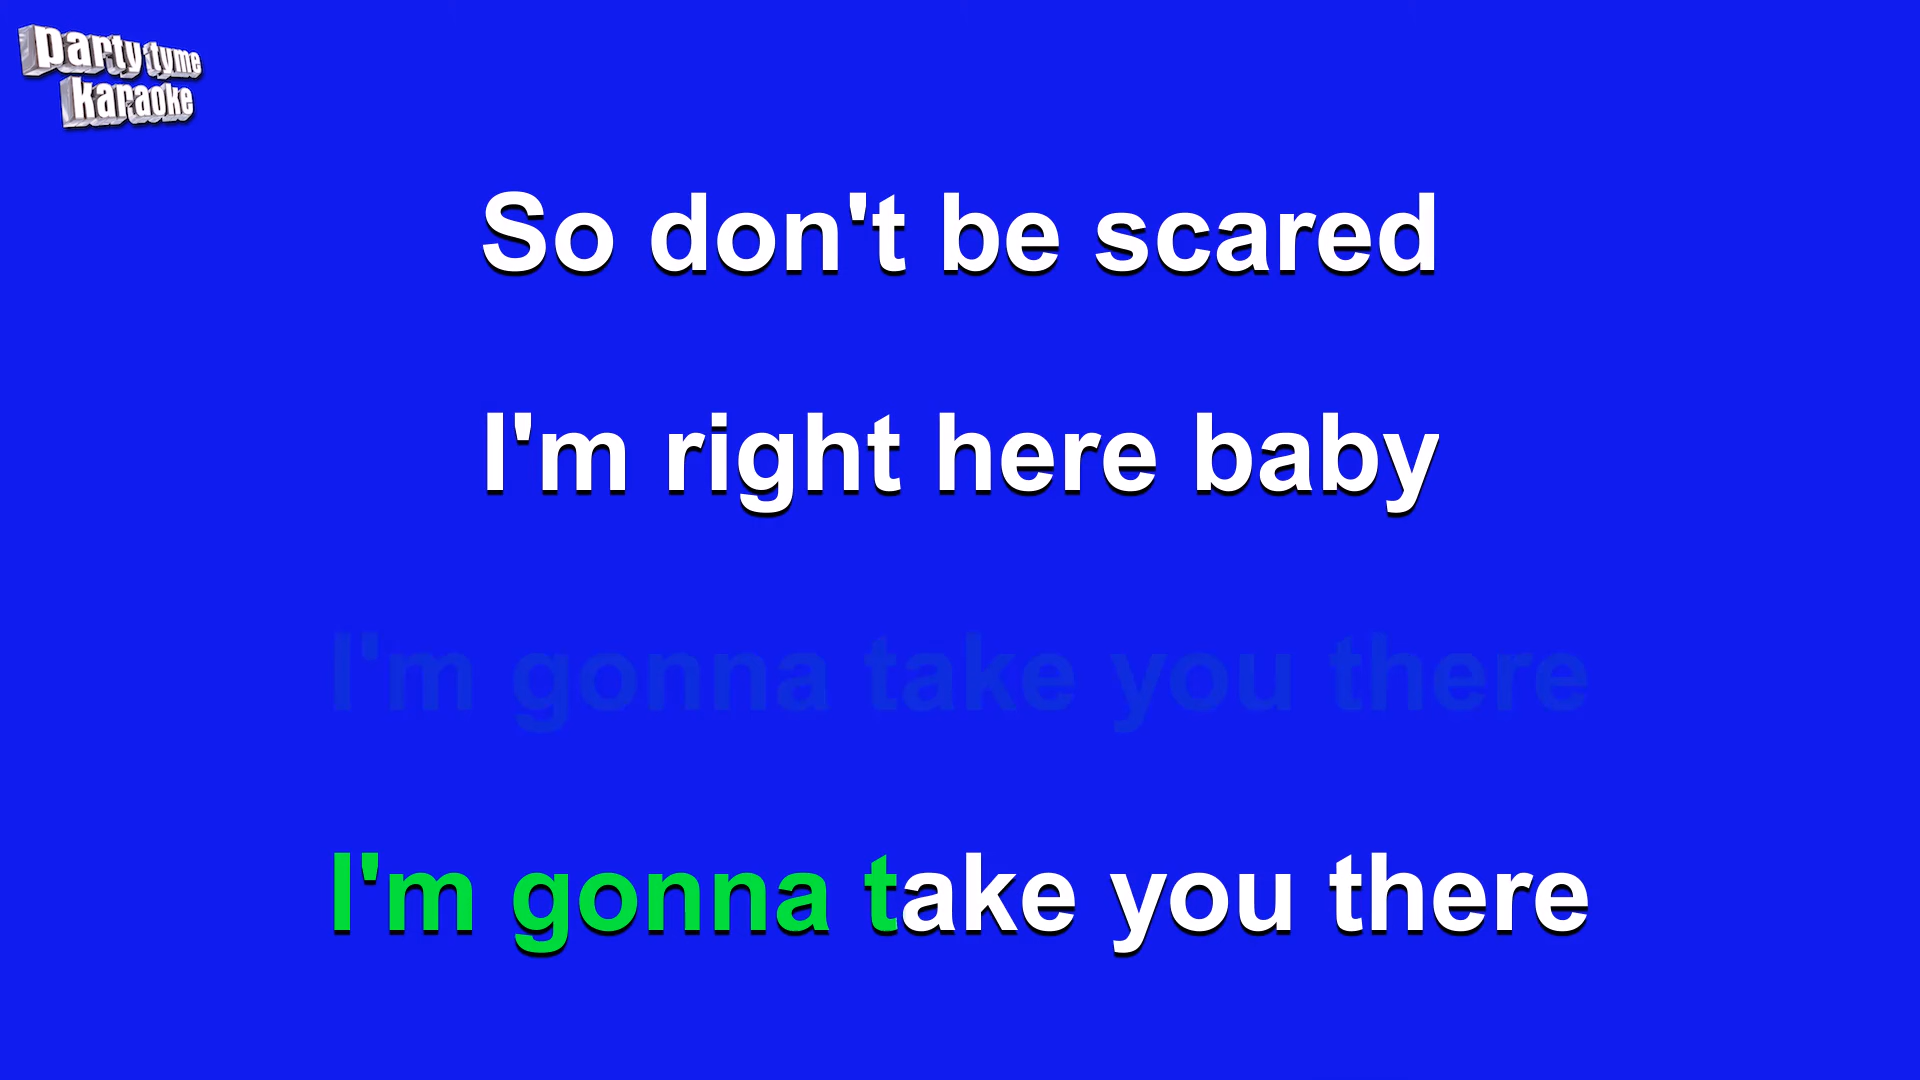 party tyme
karaoke
So don't be scared
I'm right here baby
I'm gonna take you there
I'm gonna take you there